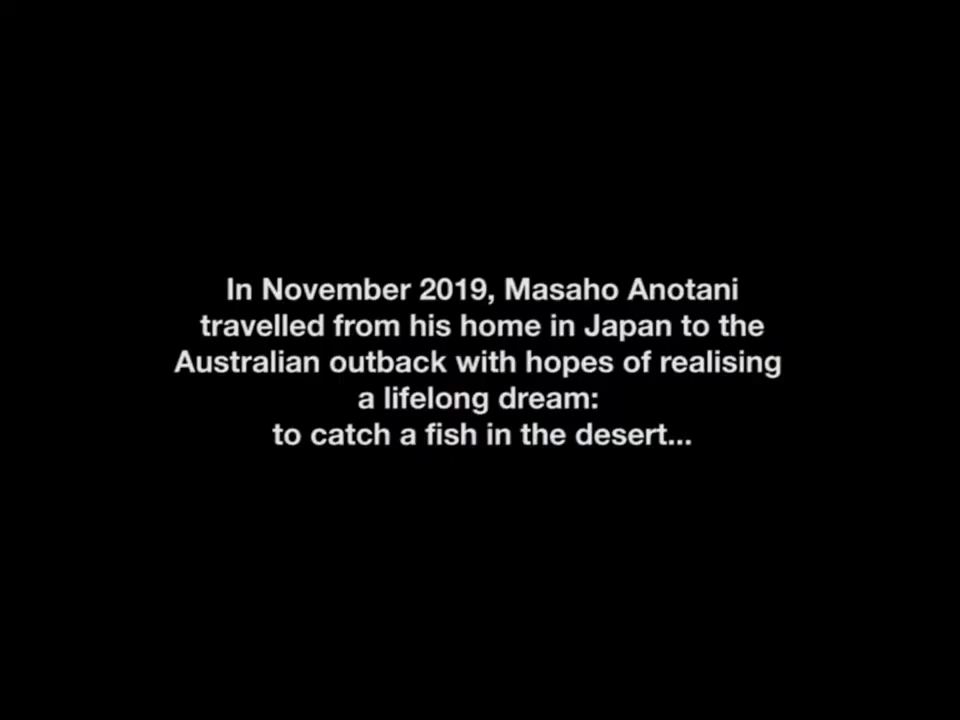 In November 2019, Masaho Anotani
travelled from his home in Japan to the
Australian outback with hopes of realising
a lifelong dream:
to catch a fish in the desert...